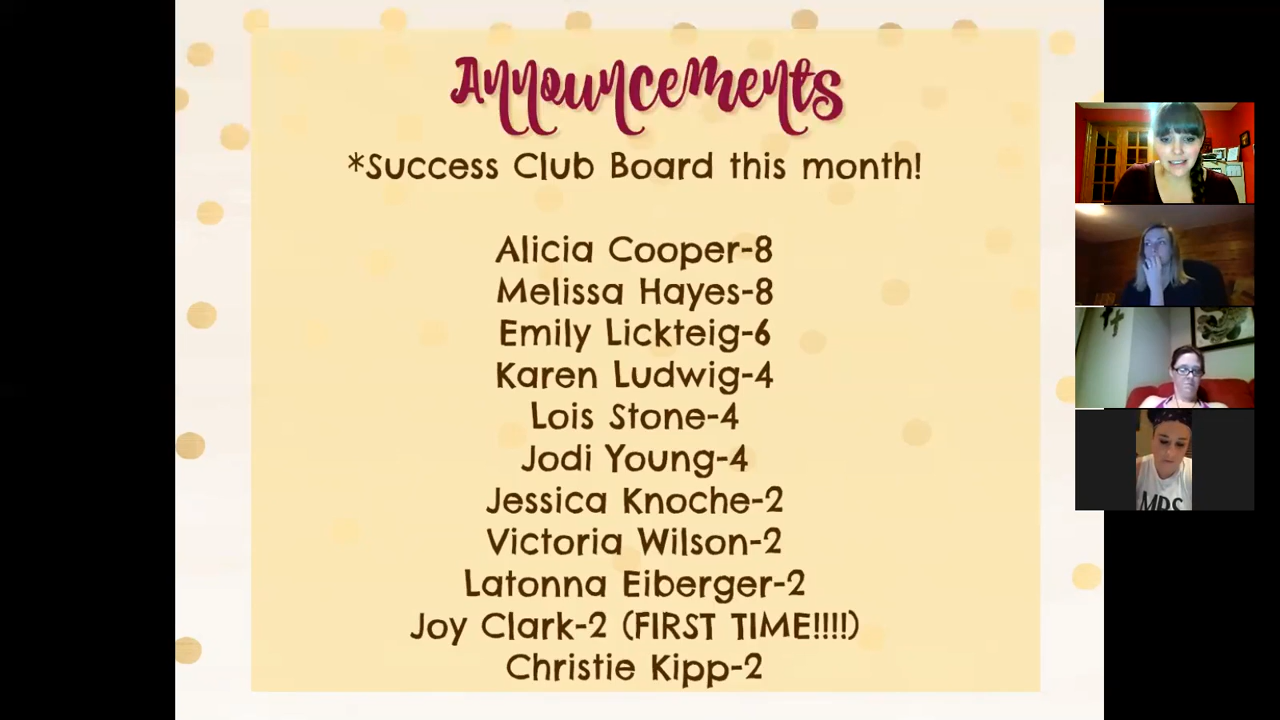 Announcements
*Success Club Board this month!
Alicia Cooper-8
Melissa Hayes-8
Emily Lickteig-6
Karen Ludwig-4
Lois Stone-4
Jodi Young-4
Jessica Knoche-2
Victoria Wilson-2
Latonna Eiberger-2
Joy Clark-2 (FIRST TIME!!!!)
Christie Kipp-2
MRS